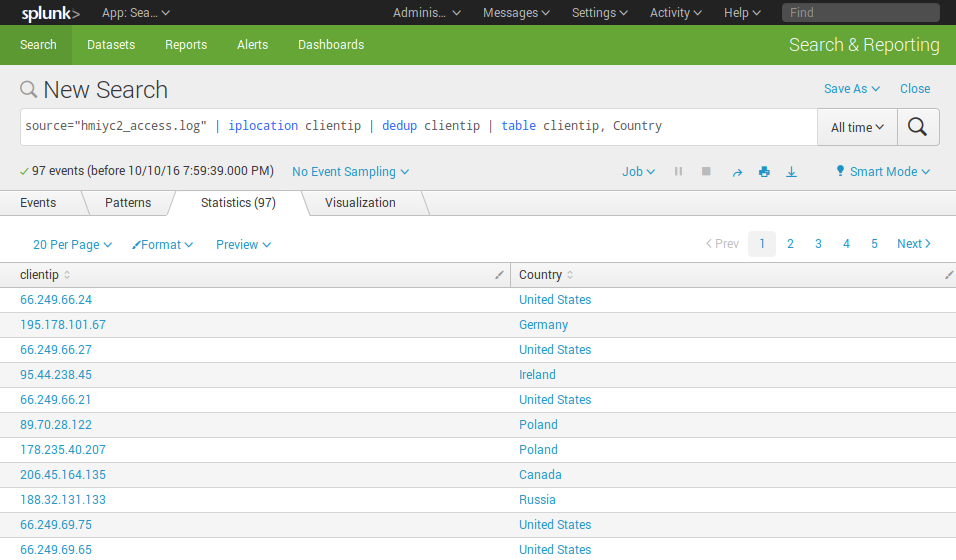 splunk> App: Sea... Adminis... Messages Settings Activity Help Find
Search Datasets Reports Alerts Dashboards Search & Reporting
New Search Save As Close
source="hmiyc2_access.log" | iplocation clientip | dedup clientip | table clientip, Country All time
97 events (before 10/10/16 7:59:39.000 PM) No Event Sampling Job Smart Mode
Events Patterns Statistics (97) Visualization
20 Per Page Format Preview Prev 1 2 3 4 5 Next
clientip Country
66.249.66.24 United States
195.178.101.67 Germany
66.249.66.27 United States
95.44.238.45 Ireland
66.249.66.21 United States
89.70.28.122 Poland
178.235.40.207 Poland
206.45.164.135 Canada
188.32.131.133 Russia
66.249.69.75 United States
66.249.69.65 United States